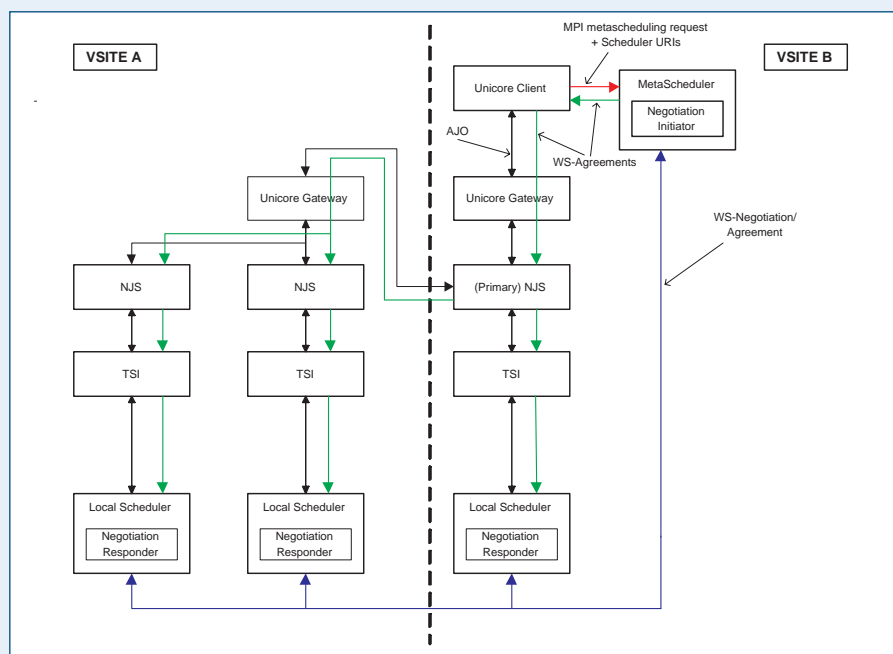 MPI metascheduling request
+ Scheduler URIs
VSITE A
VSITE B
Unicore Client
MetaScheduler
Negotiation
Initiator
AJO
WS-Agreements
Unicore Gateway
Unicore Gateway
WS-Negotiation/
Agreement
NJS
NJS
(Primary) NJS
TSI
TSI
TSI
Local Scheduler
Negotiation
Responder
Local Scheduler
Negotiation
Responder
Local Scheduler
Negotiation
Responder